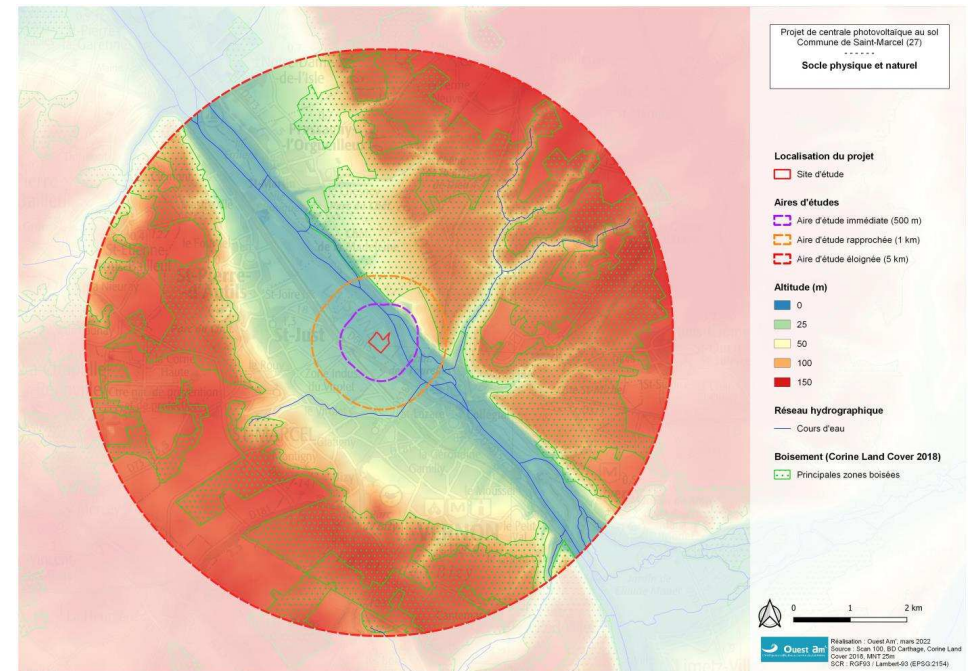 Projet de centrale photovoltaïque au sol
Commune de Saint-Marcel (27)
- - - - - -
Socle physique et naturel
Localisation du projet
Site d'étude
Aires d'études
Aire d'étude immédiate (500 m)
Aire d'étude rapprochée (1 km)
Aire d'étude éloignée (5 km)
Altitude (m)
0
25
50
100
150
Réseau hydrographique
Cours d'eau
Boisement (Corine Land Cover 2018)
Principales zones boisées
0 1 2 km
Ouest am'
Réalisation : Ouest Am', mars 2022
Source : Scan 100, BD Carthage, Corine Land
Cover 2018, MNT 25m
SCR : RGF93 / Lambert-93 (EPSG:2154)
St-Just